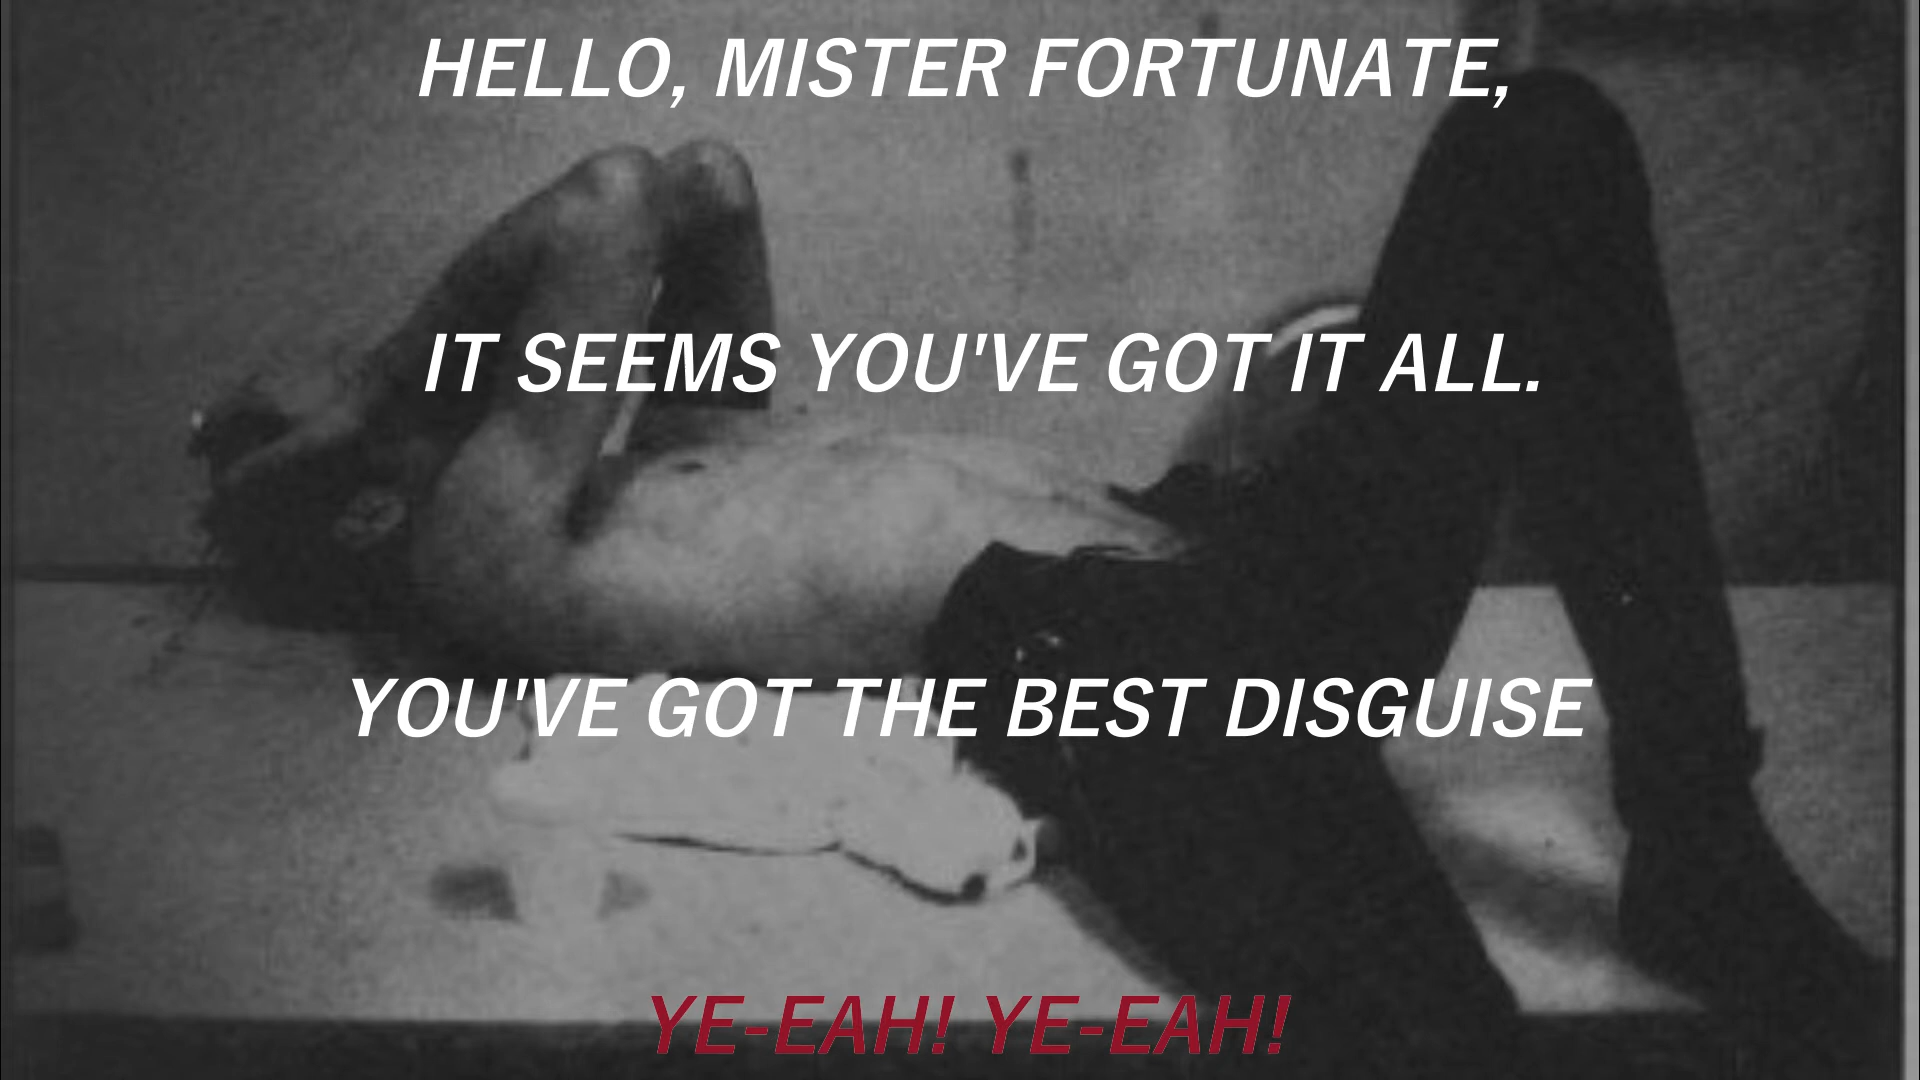 HELLO, MISTER FORTUNATE,
IT SEEMS YOU'VE GOT IT ALL.
YOU'VE GOT THE BEST DISGUISE
YE-EAH! YE-EAH!